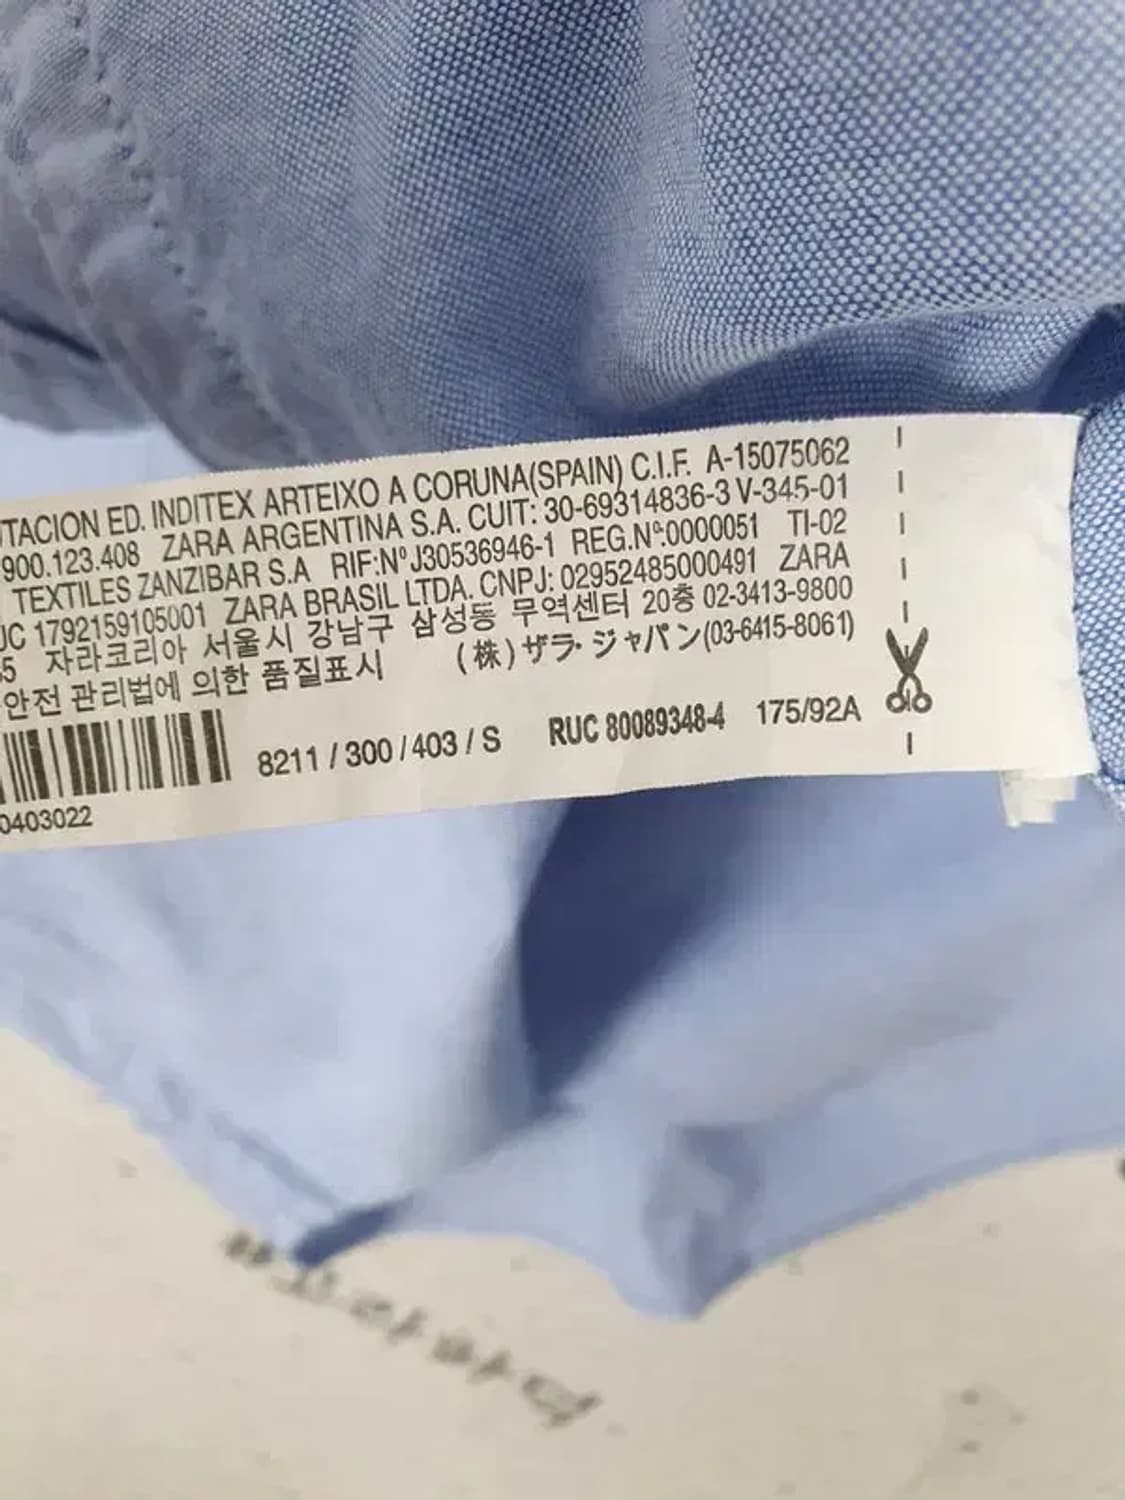 TACION ED. INDITEX ARTEIXO A CORUNA(SPAIN) C.I.F. A-15075062
900.123.408 ZARA ARGENTINA S.A. CUIT: 30-69314836-3 V-345-01
TEXTILES ZANZIBAR S.A RIF:Nº J30536946-1 REG.Nº:0000051 TI-02
UC 1792159105001 ZARA BRASIL LTDA. CNPJ: 02952485000491 ZARA
5 자라코리아 서울시 강남구 삼성동 무역센터 20층 02-3413-9800
안전 관리법에 의한 품질표시 (株)ザラ・ジャパン(03-6415-8061)
8211 / 300 / 403 / S RUC 80089348-4 175/92A
0403022